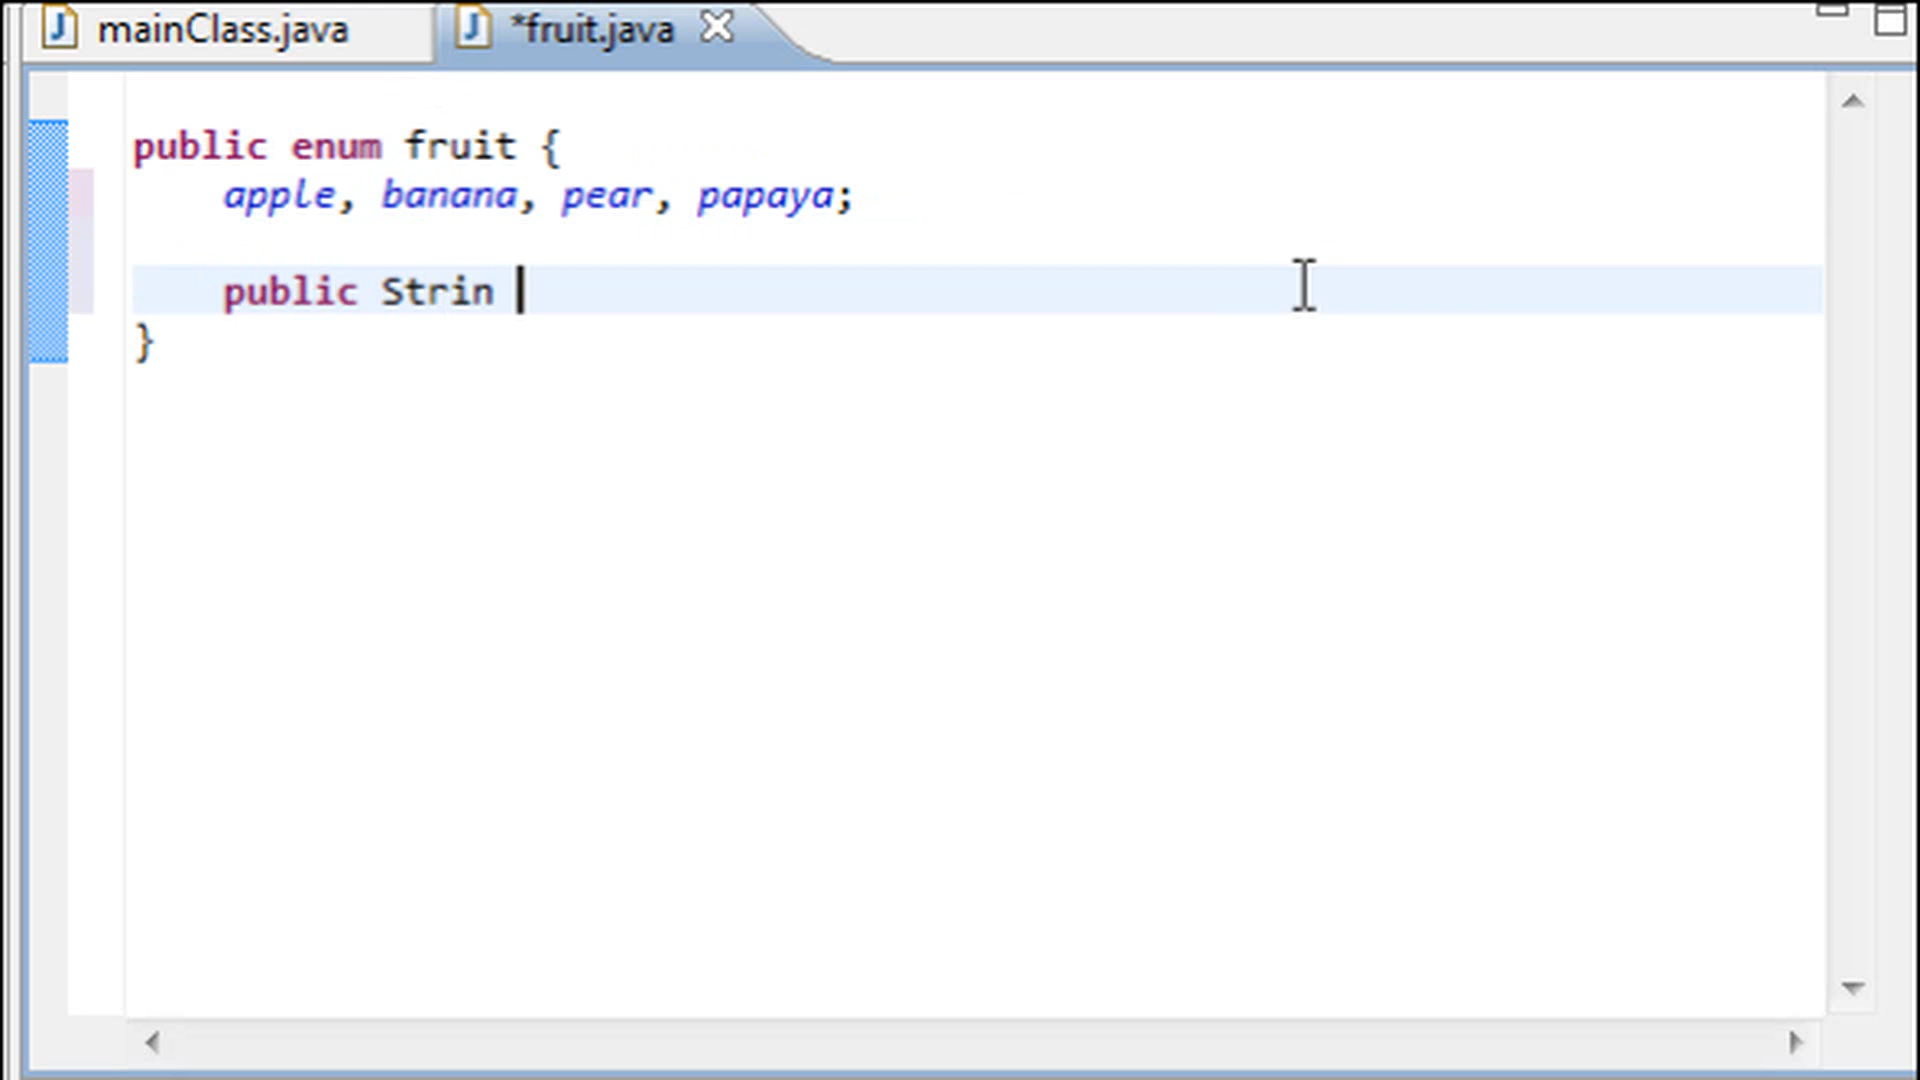 mainClass.java
*fruit.java
public enum fruit {
apple, banana, pear, papaya;
public Strin
}